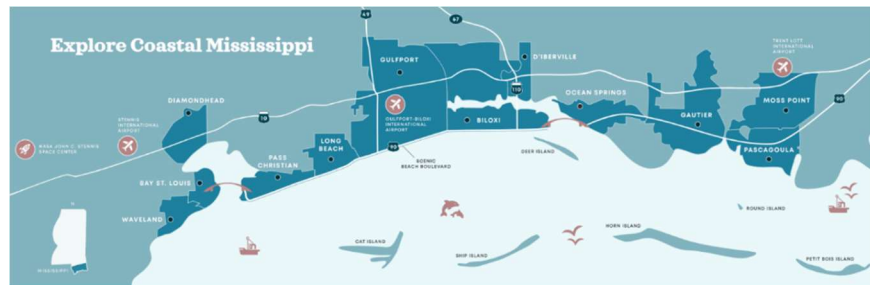 Explore Coastal Mississippi
49
67
TRENT LOTT
INTERNATIONAL
AIRPORT
D'IBERVILLE
GULFPORT
110
OCEAN SPRINGS
DIAMONDHEAD
STENNIS
INTERNATIONAL
AIRPORT
10
GULFPORT-BILOXI
INTERNATIONAL
AIRPORT
BILOXI
GAUTIER
MOSS POINT
90
NASA JOHN C. STENNIS
SPACE CENTER
LONG
BEACH
90
SCENIC
BEACH BOULEVARD
DEER ISLAND
PASCAGOULA
PASS
CHRISTIAN
BAY ST. LOUIS
WAVELAND
ROUND ISLAND
CAT ISLAND
SHIP ISLAND
HORN ISLAND
PETIT BOIS ISLAND
MISSISSIPPI